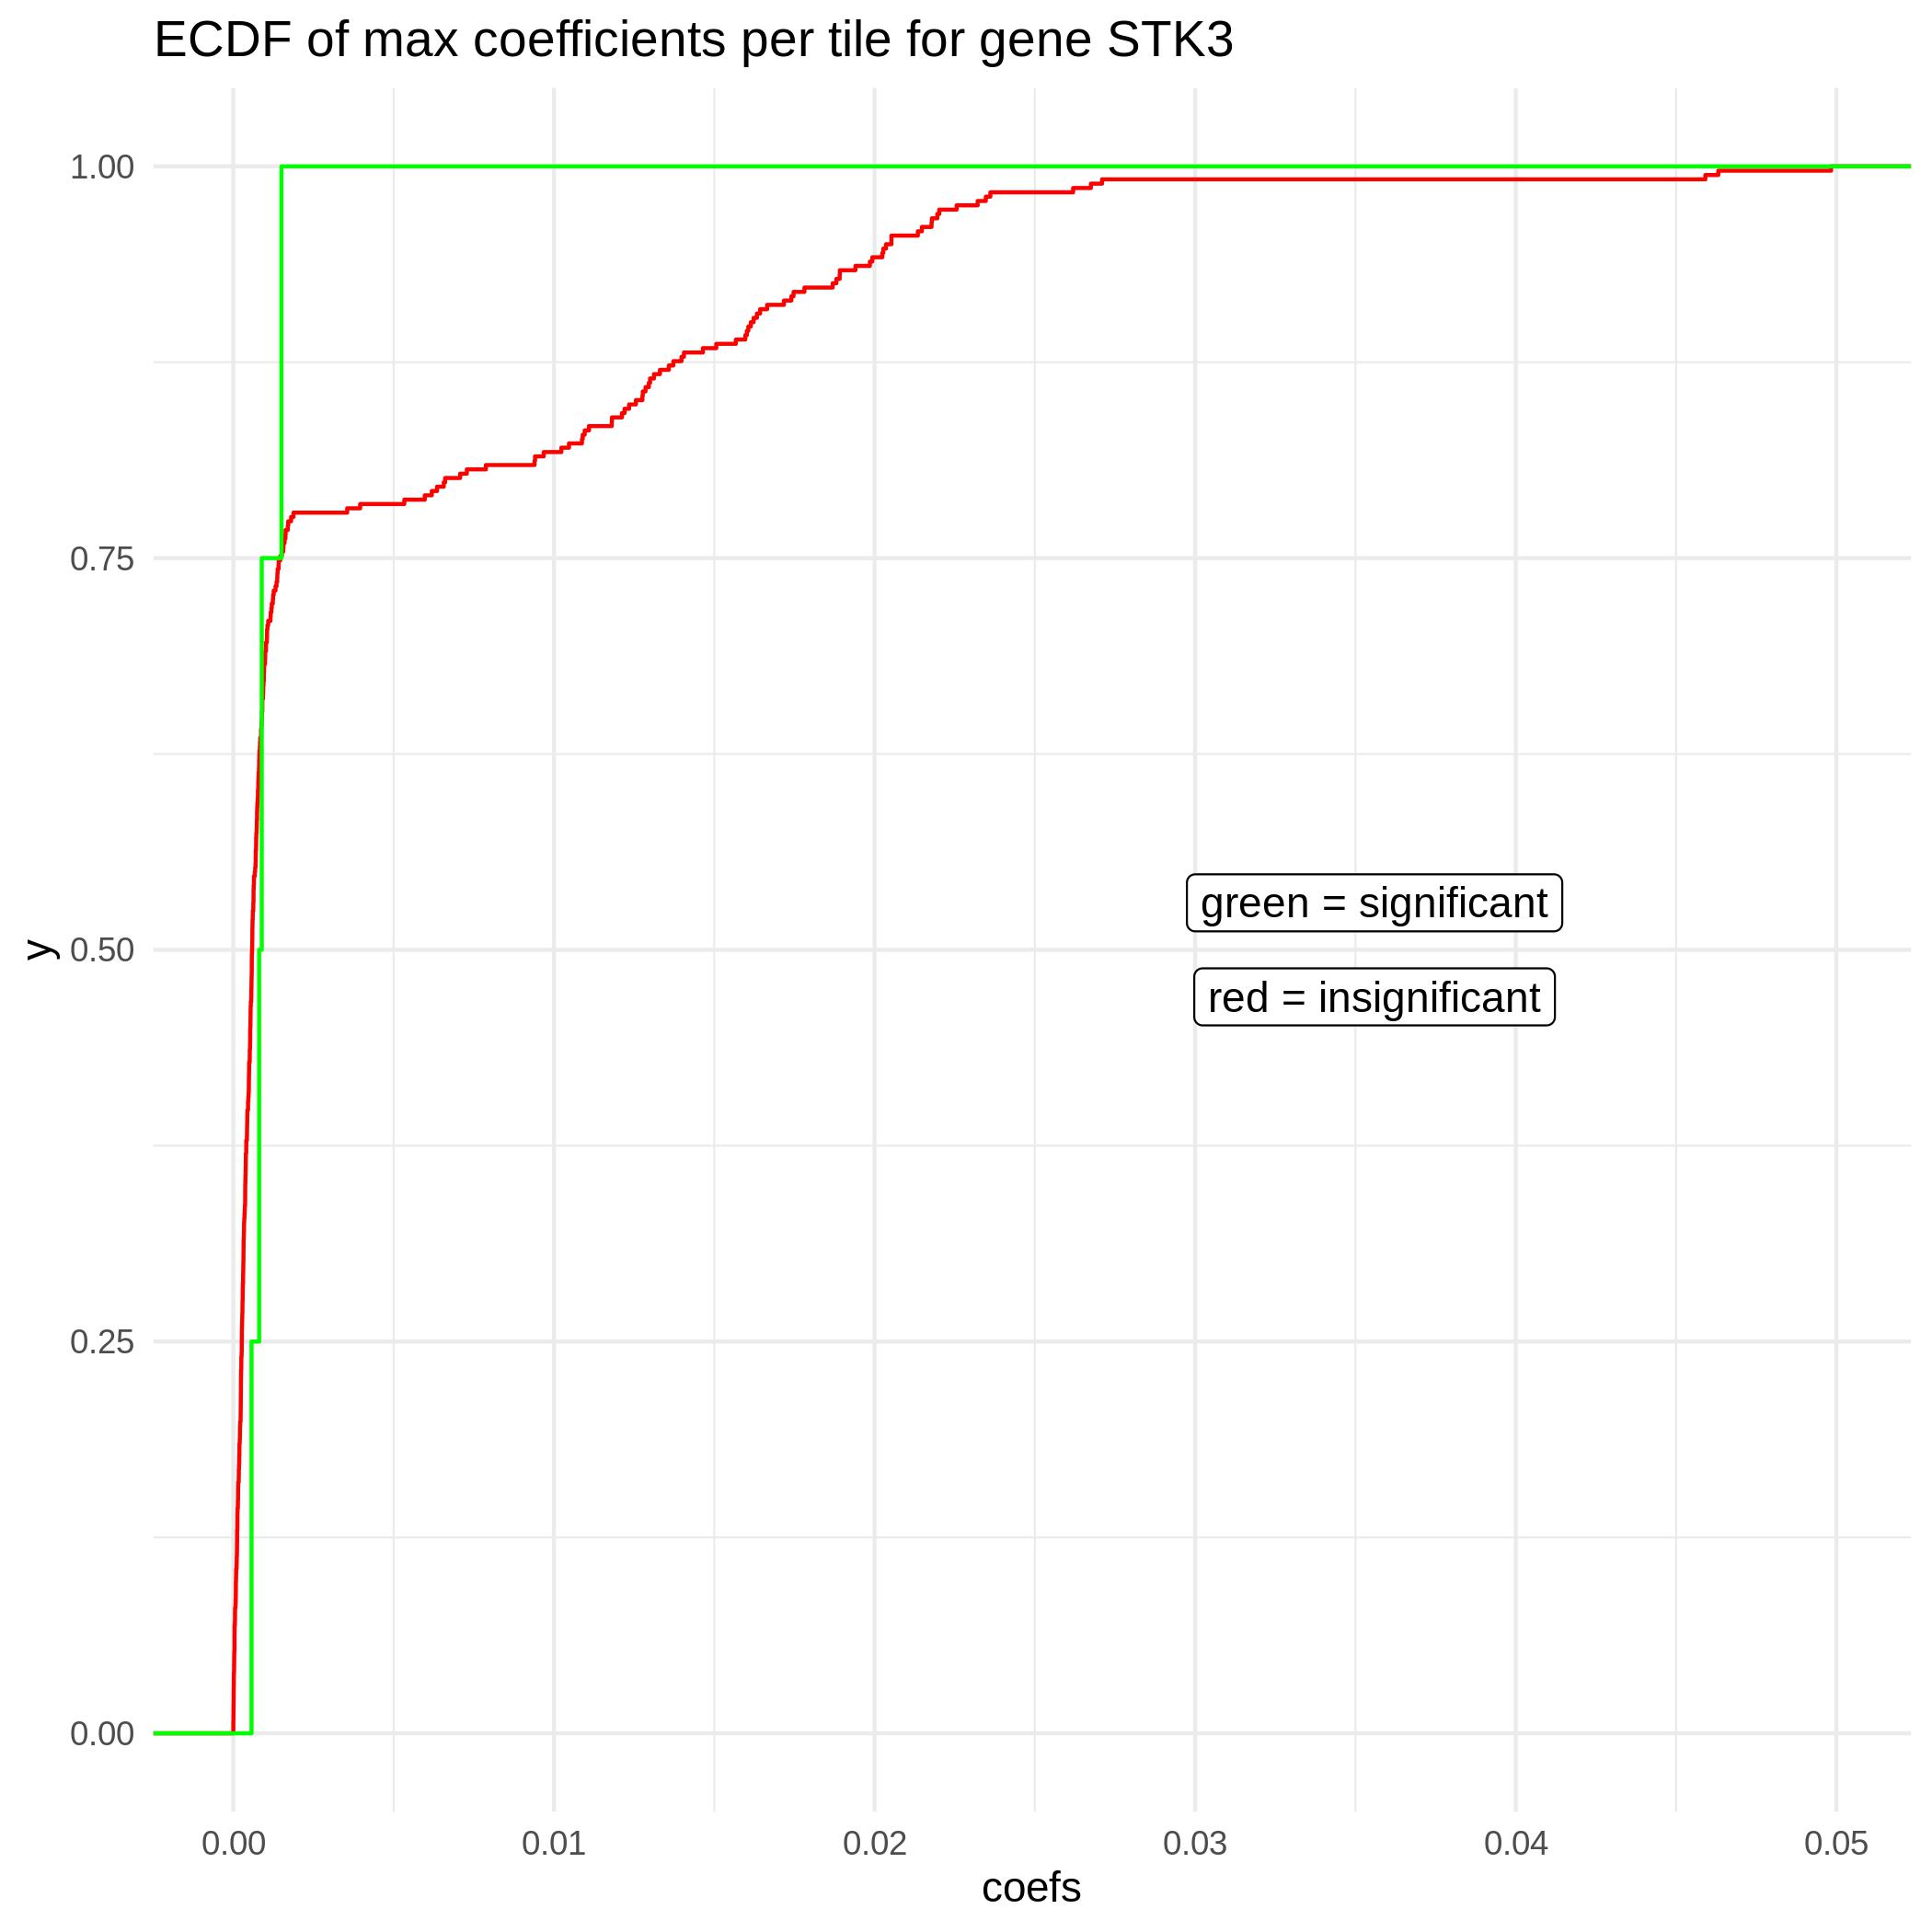 ECDF of max coefficients per tile for gene STK3
1.00
0.75
0.50
0.25
0.00
y
green = significant
red = insignificant
0.00 0.01 0.02 0.03 0.04 0.05
coefs